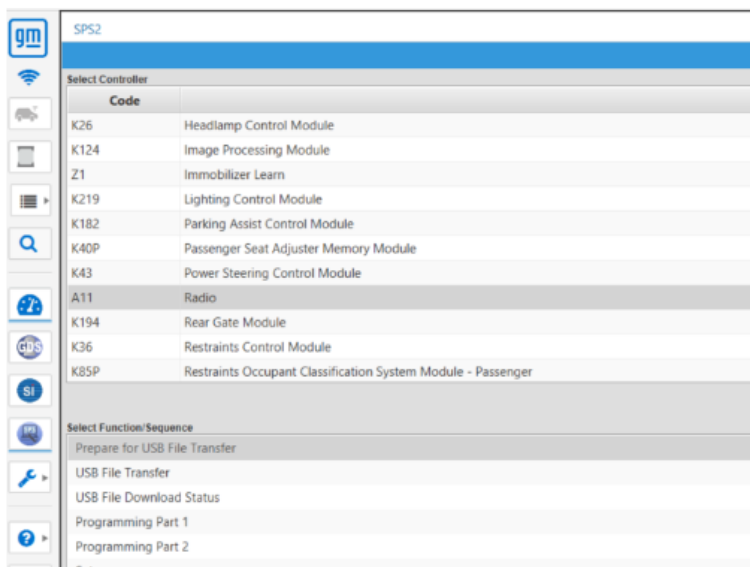 gm
SPS2
Select Controller
Code
K26 Headlamp Control Module
K124 Image Processing Module
Z1 Immobilizer Learn
K219 Lighting Control Module
K182 Parking Assist Control Module
K40P Passenger Seat Adjuster Memory Module
K43 Power Steering Control Module
A11 Radio
K194 Rear Gate Module
GDS
K36 Restraints Control Module
K85P Restraints Occupant Classification System Module - Passenger
SI
Select Function/Sequence
Prepare for USB File Transfer
USB File Transfer
USB File Download Status
Programming Part 1
?
Programming Part 2